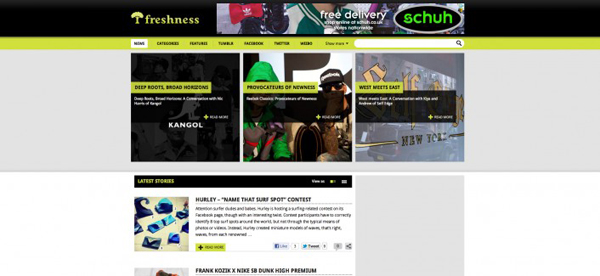 freshness
free delivery
shop online at schuh.co.uk
schuh
HOME CATEGORIES FEATURES TUMBLR FACEBOOK TWITTER WEIBO Show more
DEEP ROOTS, BROAD HORIZONS
Deep Roots, Broad Horizons: A Conversation with Nic
Harris of Kangol
READ MORE
KANGOL
PROVOCATEURS OF NEWNESS
Reebok Classics: Provocateurs of Newness
READ MORE
WEST MEETS EAST
West meets East: A Conversation with Kiya and
Andrew of Self Edge
READ MORE
NEW YORK
LATEST STORIES
View as
HURLEY – "NAME THAT SURF SPOT" CONTEST
Attention surfer dudes and babes. Hurley is hosting a surfing-related contest on its
Facebook page, though with an interesting twist. Contest participants have to correctly
identify 8 top surf spots around the world, but not through the typical means of
photos or videos. Instead, Hurley created miniature models of waves, that's right,
waves, from each renowned ...
READ MORE
Like 3 Tweet 5 0
FRANK KOZIK X NIKE SB DUNK HIGH PREMIUM